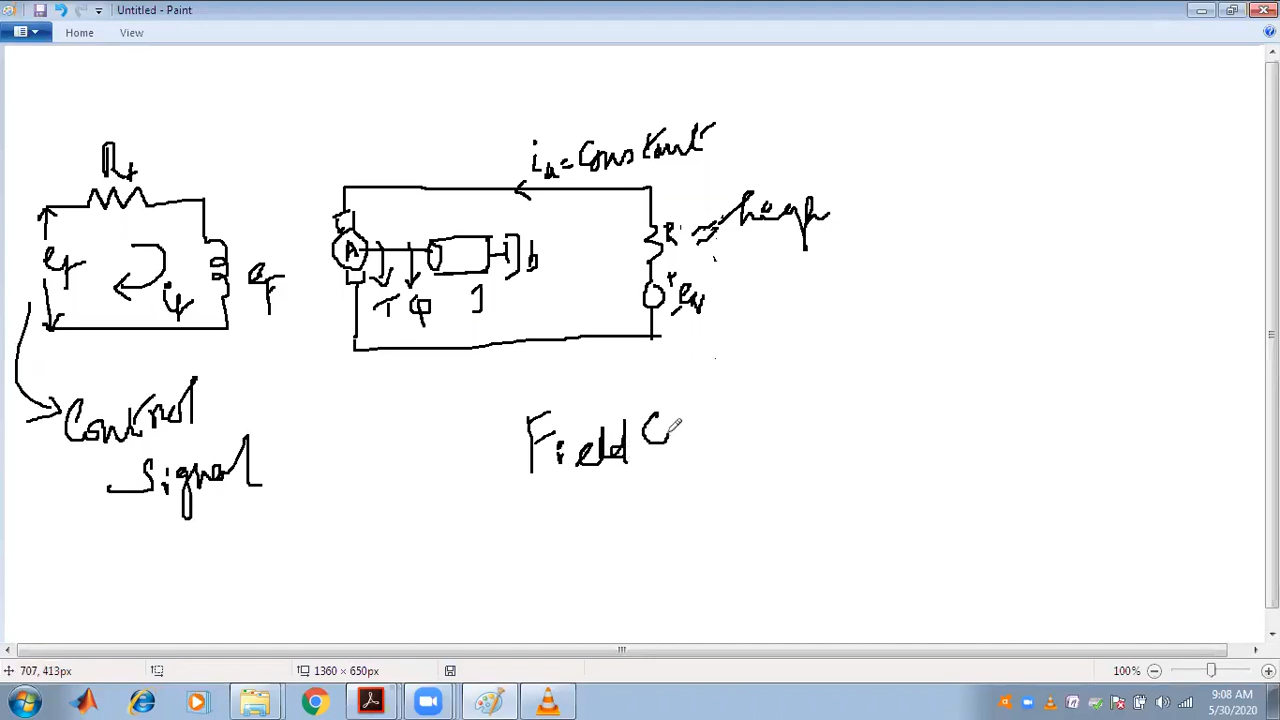 Untitled - Paint
Home View
ia = Constant
Rf
high
R
A
ef
if
ef
T φ
J
b
+
Control
Signal
Field C
707, 413px
1360 × 650px
100%
9:08 AM
5/30/2020